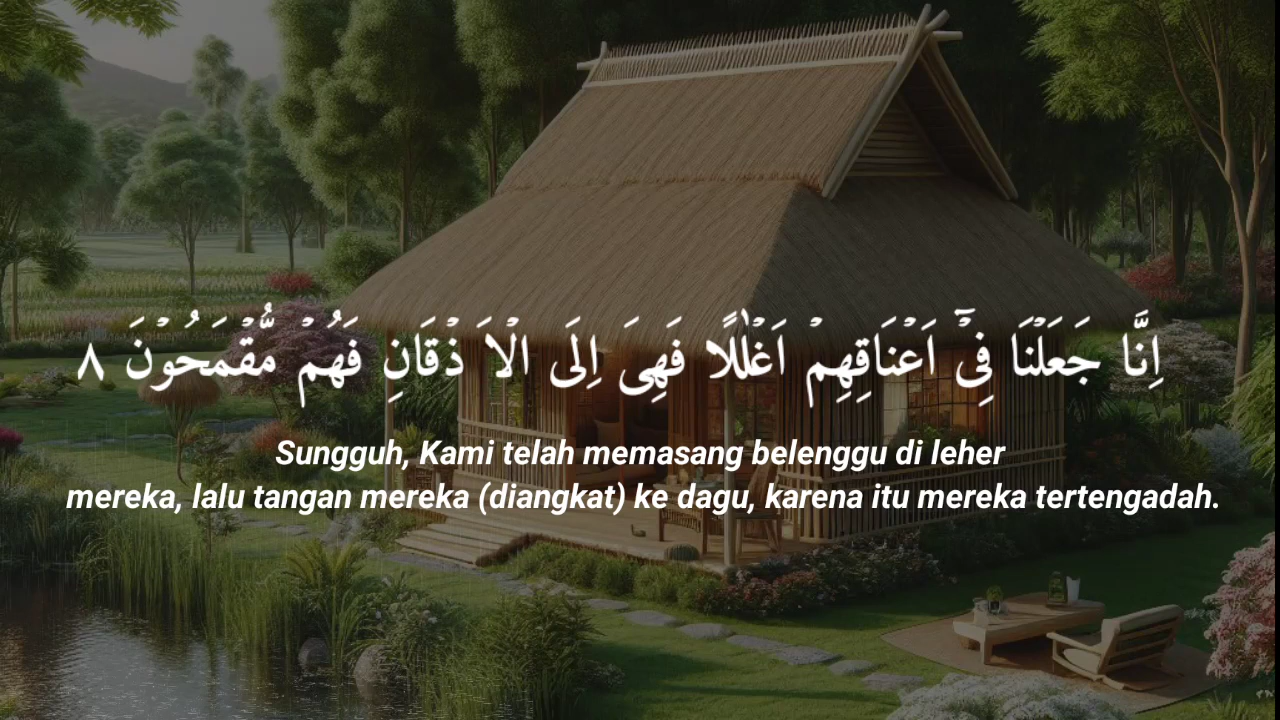 اِنَّا جَعَلْنَا فِيْٓ اَعْنَاقِهِمْ اَغْلٰلًا فَهِيَ اِلَى الْاَ ذْقَانِ فَهُمْ مُّقْمَحُوْنَ ٨
Sungguh, Kami telah memasang belenggu di leher
mereka, lalu tangan mereka (diangkat) ke dagu, karena itu mereka tertengadah.